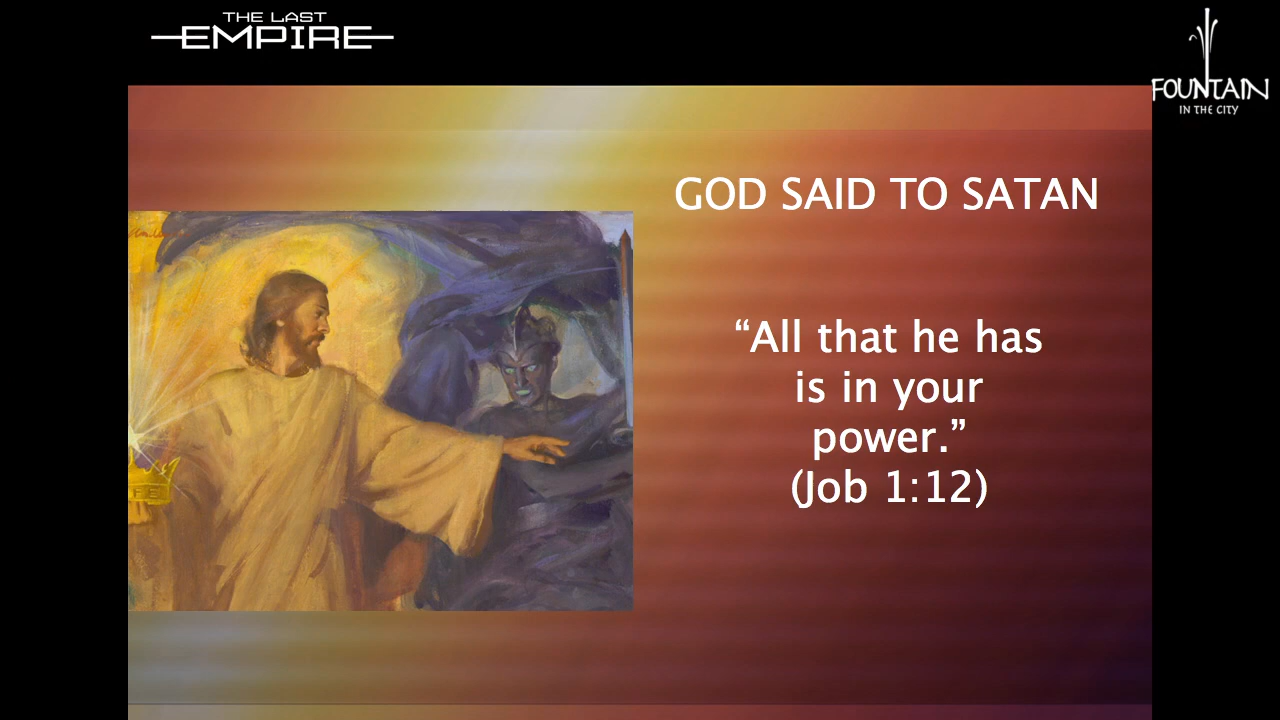 THE LAST
EMPIRE
FOUNTAIN
IN THE CITY
GOD SAID TO SATAN
“All that he has
is in your
power.”
(Job 1:12)